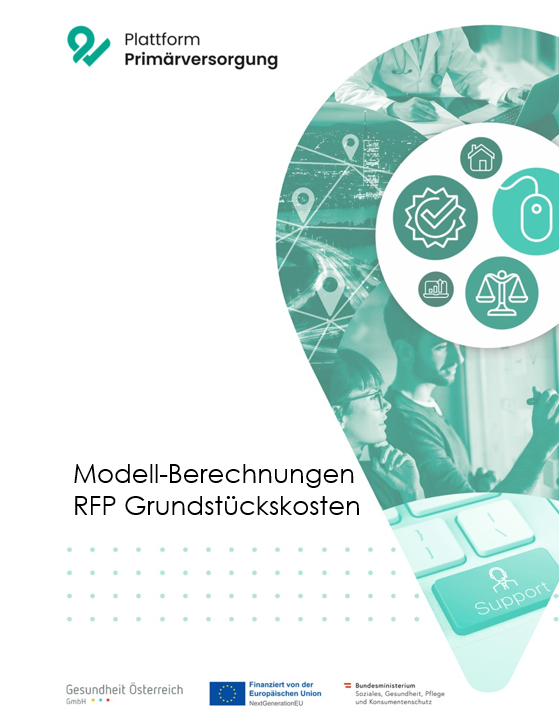 Plattform
Primärversorgung
Modell-Berechnungen
RFP Grundstückskosten
Support
Gesundheit Österreich
GmbH
Finanziert von der
Europäischen Union
NextGenerationEU
Bundesministerium
Soziales, Gesundheit, Pflege
und Konsumentenschutz